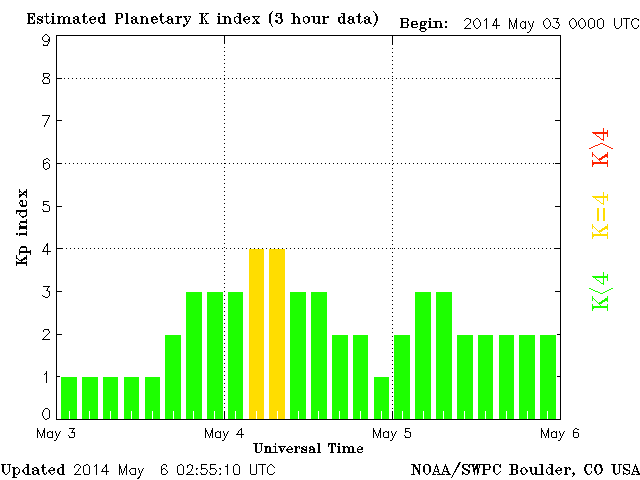 Estimated Planetary K index (3 hour data)
Begin: 2014 May 03 0000 UTC
9
8
7
6
5
4
3
2
1
0
Kp index
K>4
K=4
K<4
May 3
May 4
May 5
May 6
Universal Time
Updated 2014 May 6 02:55:10 UTC
NOAA/SWPC Boulder, CO USA